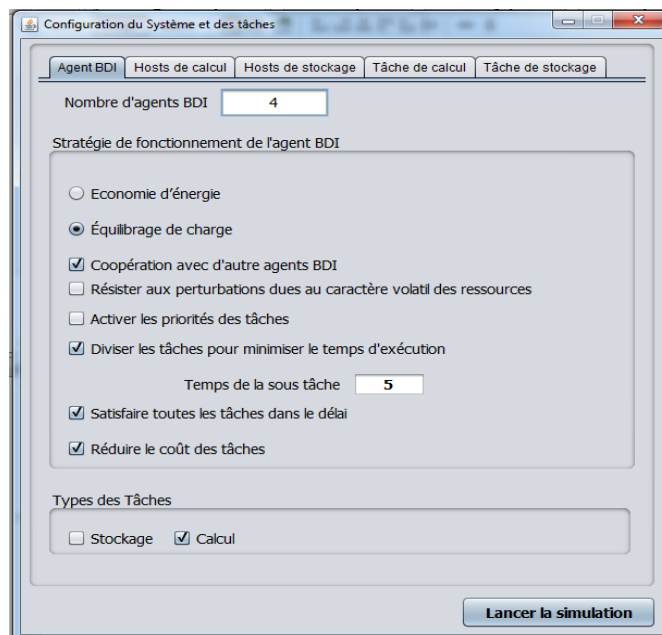 Configuration du Système et des tâches
Agent BDI Hosts de calcul Hosts de stockage Tâche de calcul Tâche de stockage
Nombre d'agents BDI 4
Stratégie de fonctionnement de l'agent BDI
Economie d'énergie
Équilibrage de charge
Coopération avec d'autre agents BDI
Résister aux perturbations dues au caractère volatil des ressources
Activer les priorités des tâches
Diviser les tâches pour minimiser le temps d'exécution
Temps de la sous tâche 5
Satisfaire toutes les tâches dans le délai
Réduire le coût des tâches
Types des Tâches
Stockage Calcul
Lancer la simulation